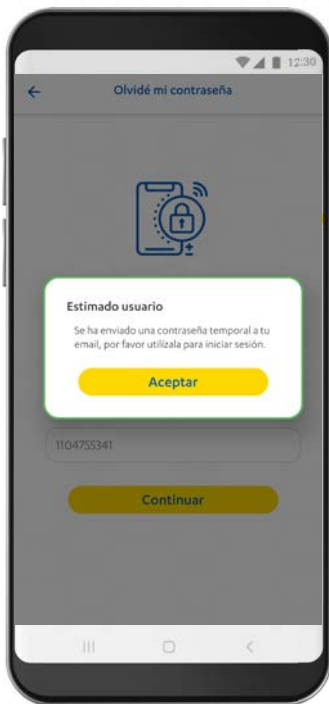 12:30
Olvidé mi contraseña
Estimado usuario
Se ha enviado una contraseña temporal a tu
email, por favor utilízala para iniciar sesión.
Aceptar
1104755341
Continuar